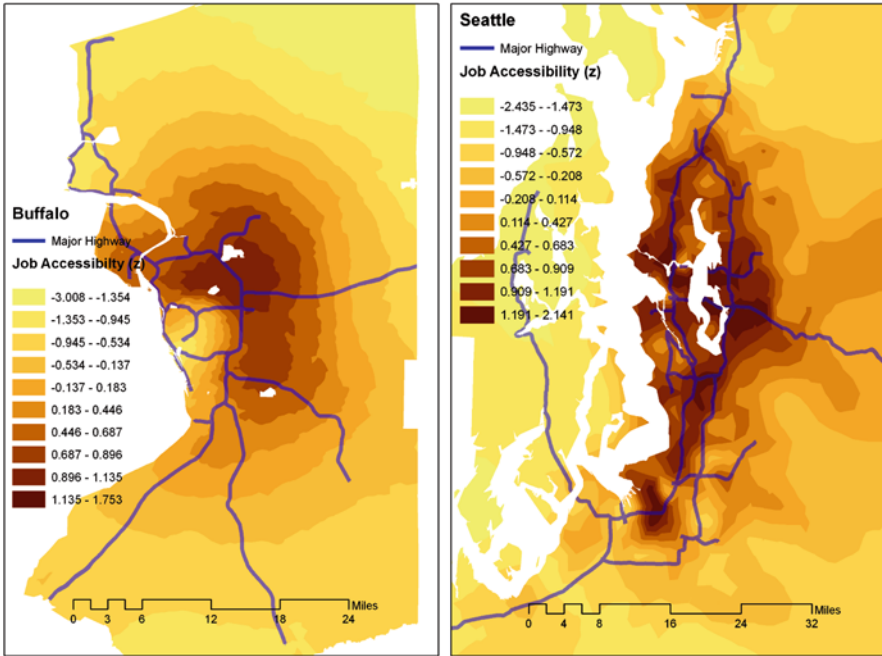 Buffalo
Major Highway
Job Accessibilty (z)
-3.008 - -1.354
-1.353 - -0.945
-0.945 - -0.534
-0.534 - -0.137
-0.137 - 0.183
0.183 - 0.446
0.446 - 0.687
0.687 - 0.896
0.896 - 1.135
1.135 - 1.753
Miles
0 3 6 12 18 24
Seattle
Major Highway
Job Accessibility (z)
-2.435 - -1.473
-1.473 - -0.948
-0.948 - -0.572
-0.572 - -0.208
-0.208 - 0.114
0.114 - 0.427
0.427 - 0.683
0.683 - 0.909
0.909 - 1.191
1.191 - 2.141
Miles
0 4 8 16 24 32